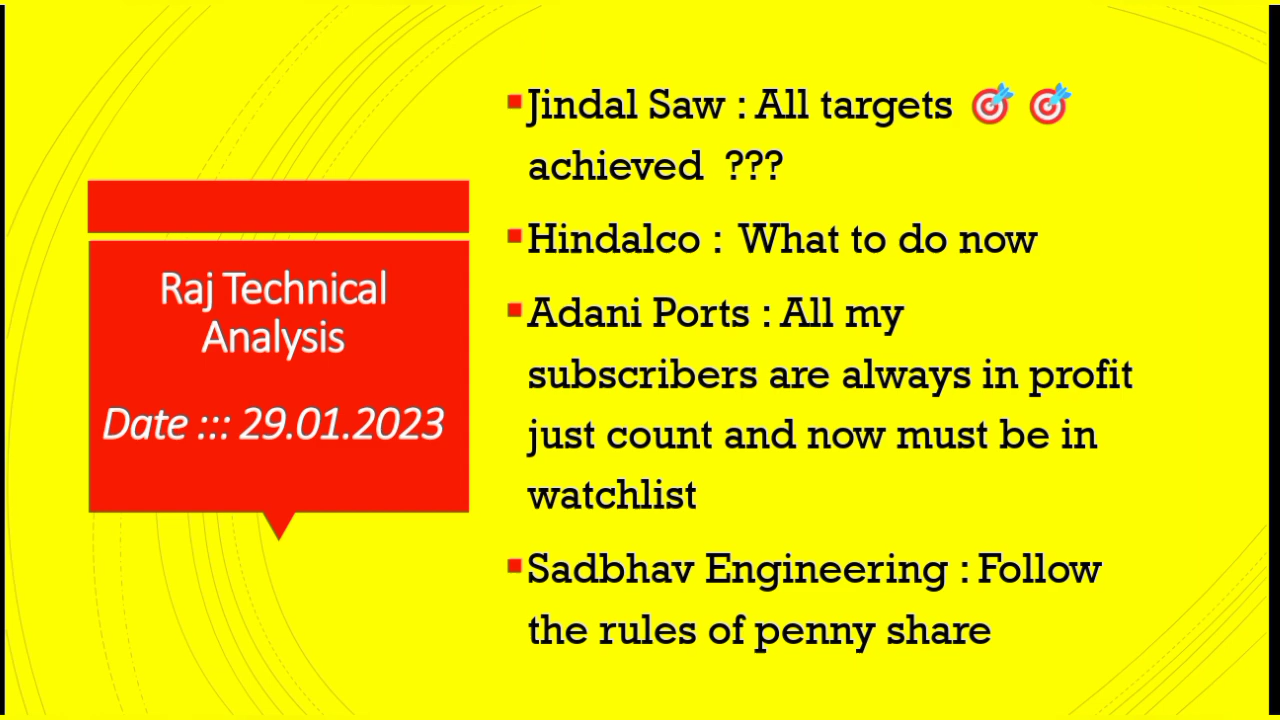 Raj Technical
Analysis
Date ::: 29.01.2023
Jindal Saw : All targets 🎯 🎯
achieved ???
Hindalco : What to do now
Adani Ports : All my
subscribers are always in profit
just count and now must be in
watchlist
Sadbhav Engineering : Follow
the rules of penny share